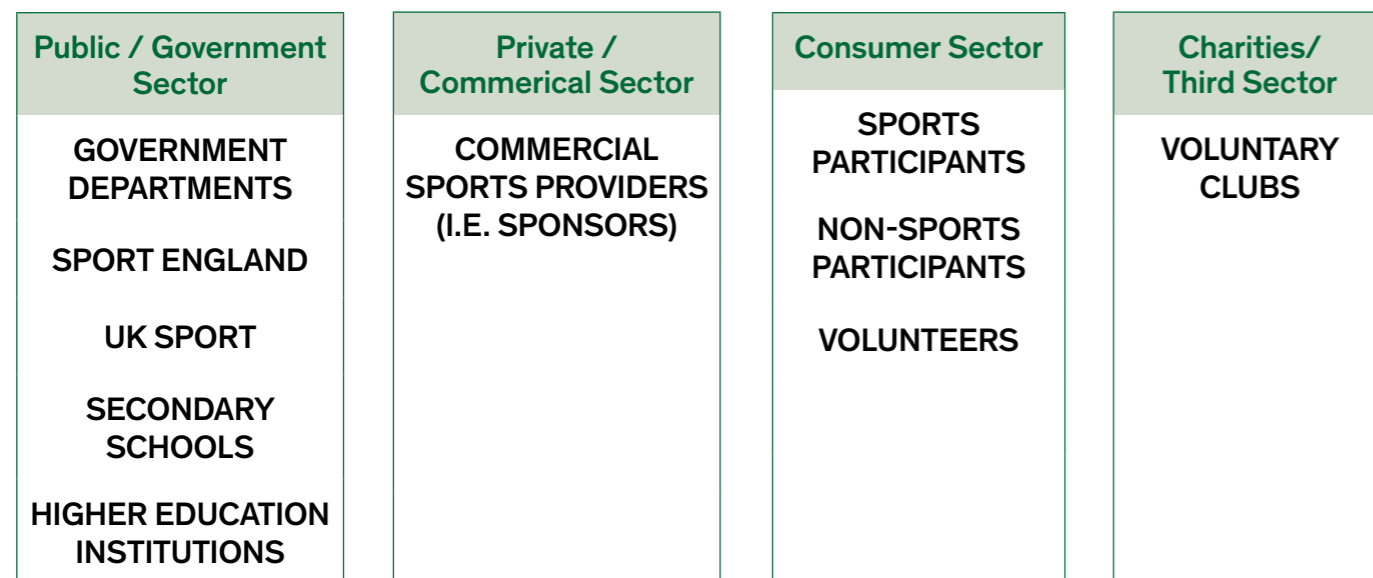 Public / Government
Sector
GOVERNMENT
DEPARTMENTS
SPORT ENGLAND
UK SPORT
SECONDARY
SCHOOLS
HIGHER EDUCATION
INSTITUTIONS
Private /
Commerical Sector
COMMERCIAL
SPORTS PROVIDERS
(I.E. SPONSORS)
Consumer Sector
SPORTS
PARTICIPANTS
NON-SPORTS
PARTICIPANTS
VOLUNTEERS
Charities/
Third Sector
VOLUNTARY
CLUBS